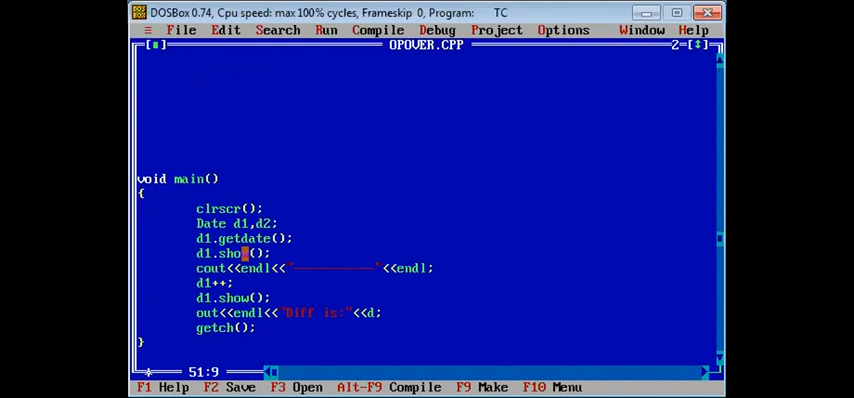 DOSBox 0.74, Cpu speed: max 100% cycles, Frameskip 0, Program: TC
≡ File Edit Search Run Compile Debug Project Options Window Help
[■] OPOVER.CPP 2=[↕]
void main()
{
clrscr();
Date d1,d2;
d1.getdate();
d1.sho ();
cout<<endl<<"-----------"<<endl;
d1++;
d1.show();
out<<endl<<"Diff is:"<<d;
getch();
}
* 51:9
F1 Help F2 Save F3 Open Alt-F9 Compile F9 Make F10 Menu